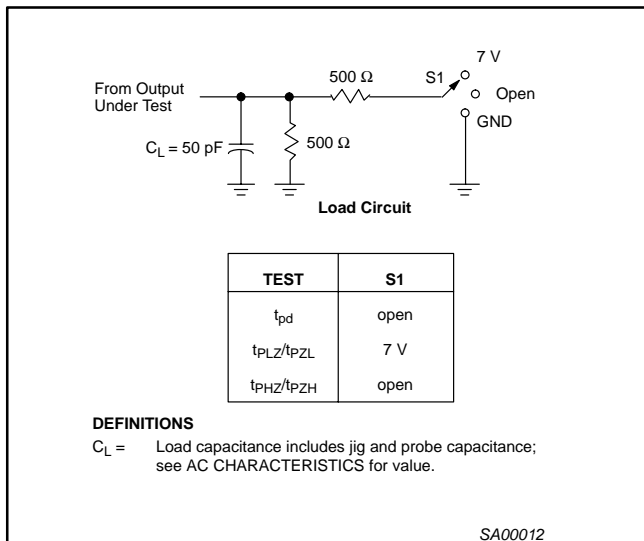 7 V
500 Ω
S1
From Output
Under Test
Open
GND
C_L = 50 pF
500 Ω
Load Circuit
TEST S1
t_pd open
t_PLZ/t_PZL 7 V
t_PHZ/t_PZH open
DEFINITIONS
C_L = Load capacitance includes jig and probe capacitance;
see AC CHARACTERISTICS for value.
SA00012